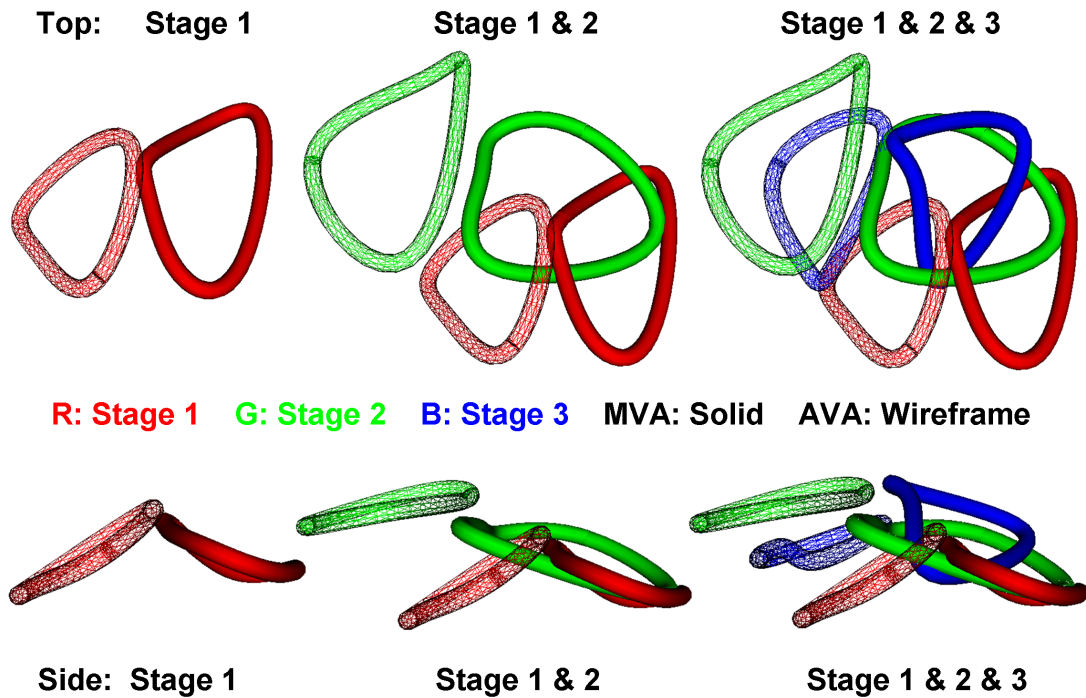 Top: Stage 1 Stage 1 & 2 Stage 1 & 2 & 3
R: Stage 1 G: Stage 2 B: Stage 3 MVA: Solid AVA: Wireframe
Side: Stage 1 Stage 1 & 2 Stage 1 & 2 & 3